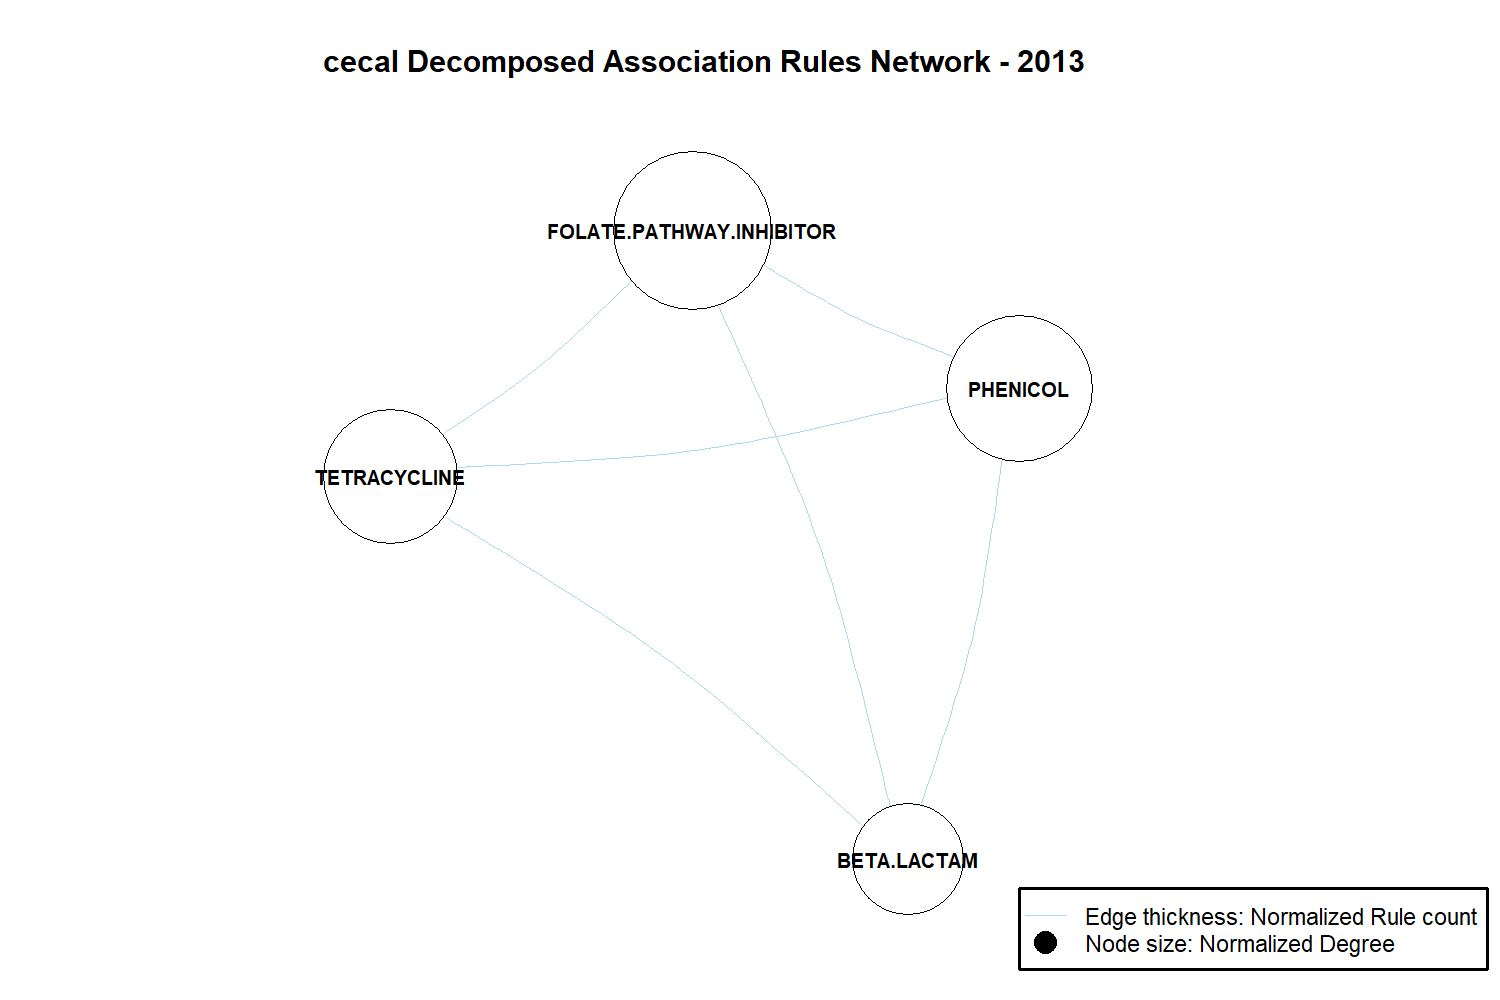 cecal Decomposed Association Rules Network - 2013
FOLATE.PATHWAY.INHIBITOR
PHENICOL
TETRACYCLINE
BETA.LACTAM
Edge thickness: Normalized Rule count
Node size: Normalized Degree